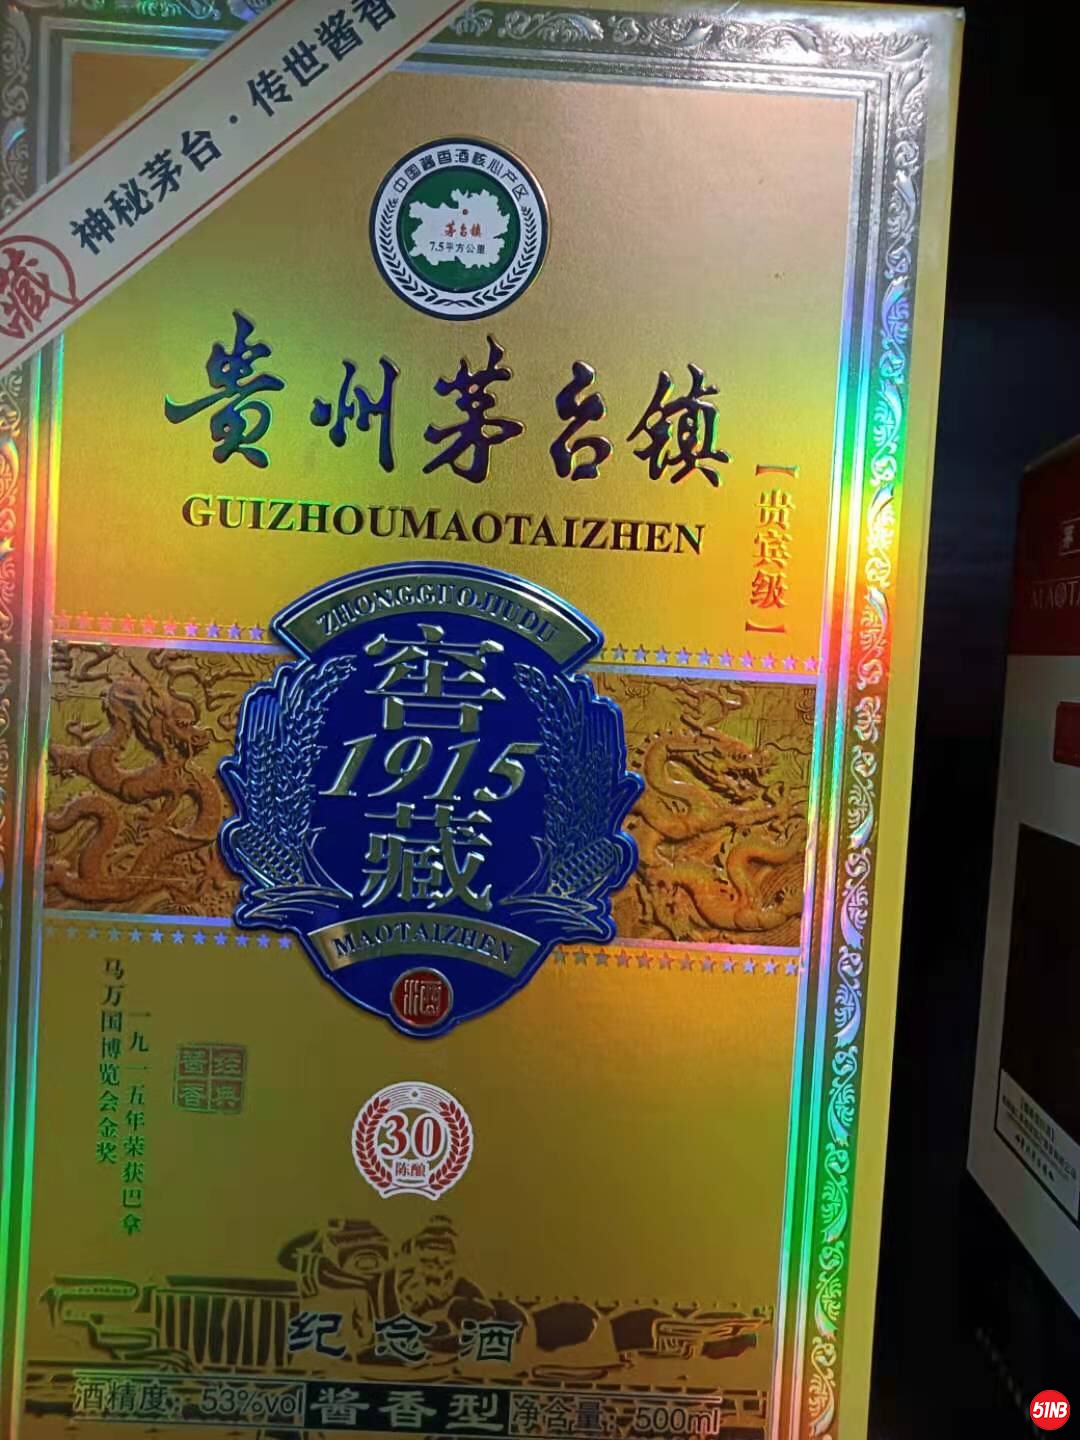 神秘茅台·传世酱香
藏
中国酱香酒核心产区
茅台镇
7.5平方公里
贵州茅台镇
GUIZHOUMAOTAIZHEN
【贵宾级】
ZHONGGUOJIUDU
窖
1915
藏
MAOTAIZHEN
酒
一九一五年荣获巴拿
马万国博览会金奖
经典
酱香
30
陈酿
纪念酒
酒精度：53%vol
酱香型
净含量：500ml
MAOTA
51NB